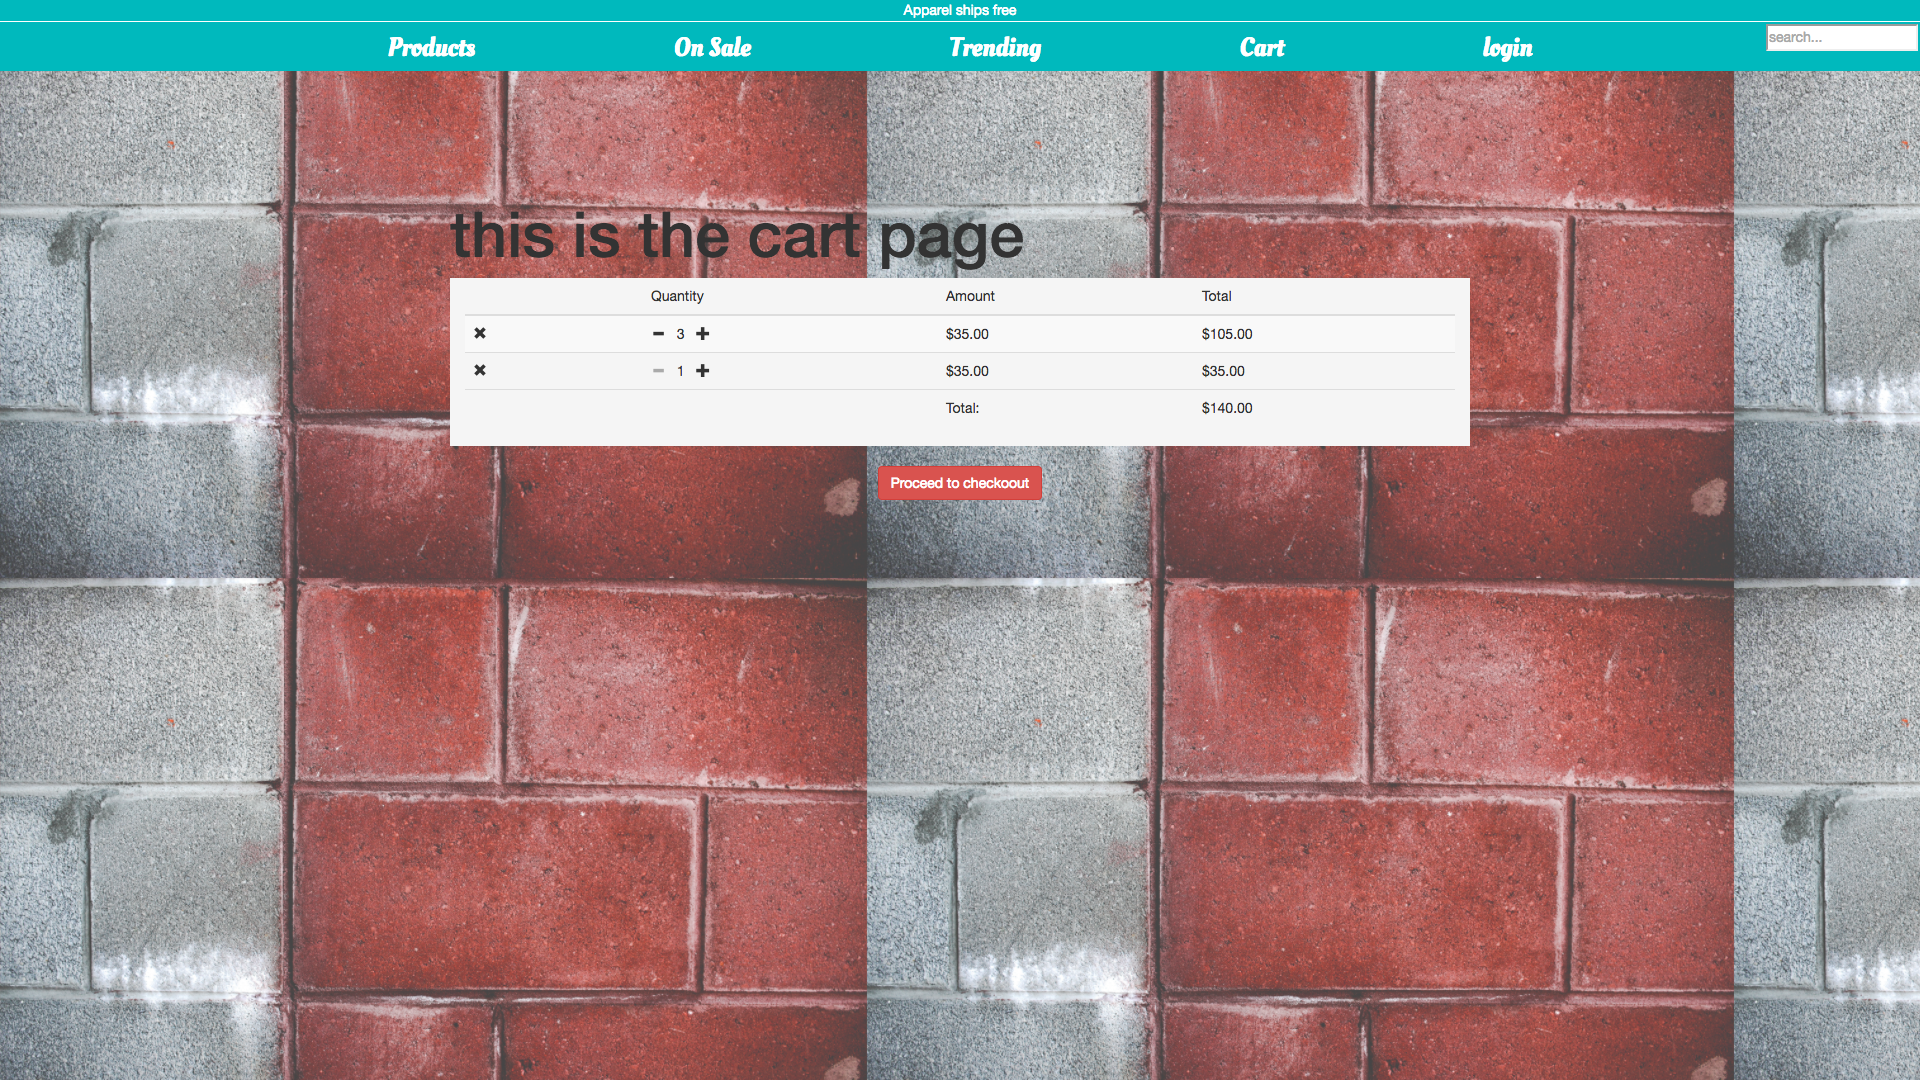 Apparel ships free
Products On Sale Trending Cart login search...
this is the cart page
Quantity Amount Total
3 $35.00 $105.00
1 $35.00 $35.00
Total: $140.00
Proceed to checkoout